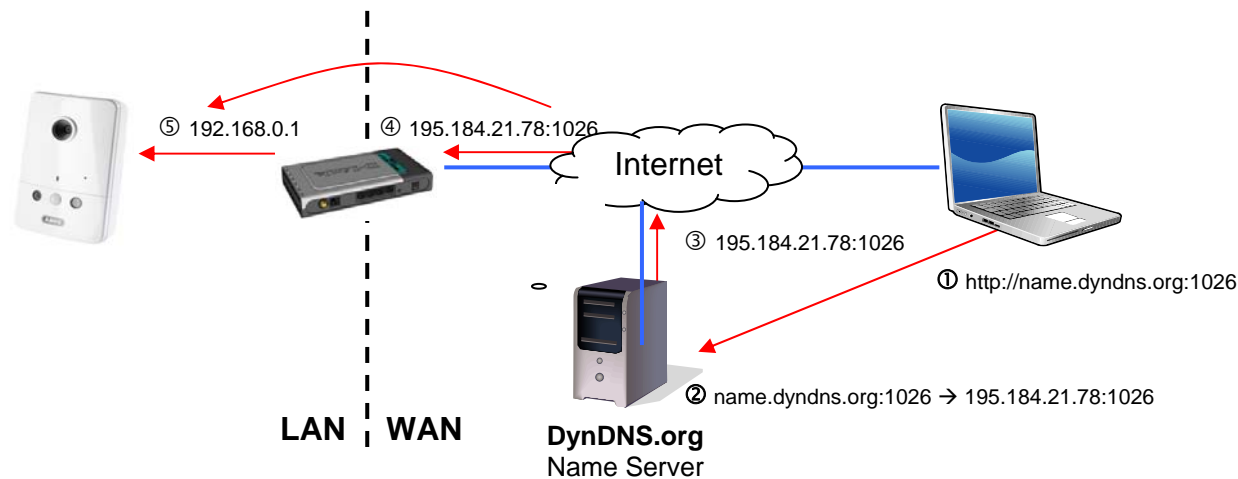 ⑤ 192.168.0.1
④ 195.184.21.78:1026
Internet
③ 195.184.21.78:1026
① http://name.dyndns.org:1026
② name.dyndns.org:1026 → 195.184.21.78:1026
LAN
WAN
DynDNS.org
Name Server